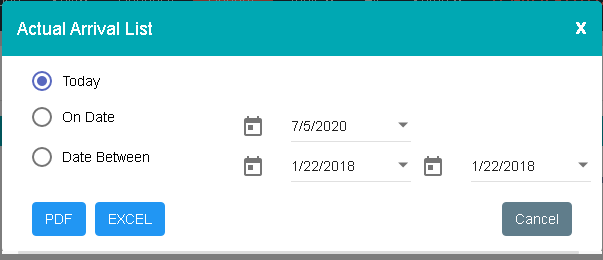 Actual Arrival List X
Today
On Date 7/5/2020
Date Between 1/22/2018 1/22/2018
PDF EXCEL Cancel